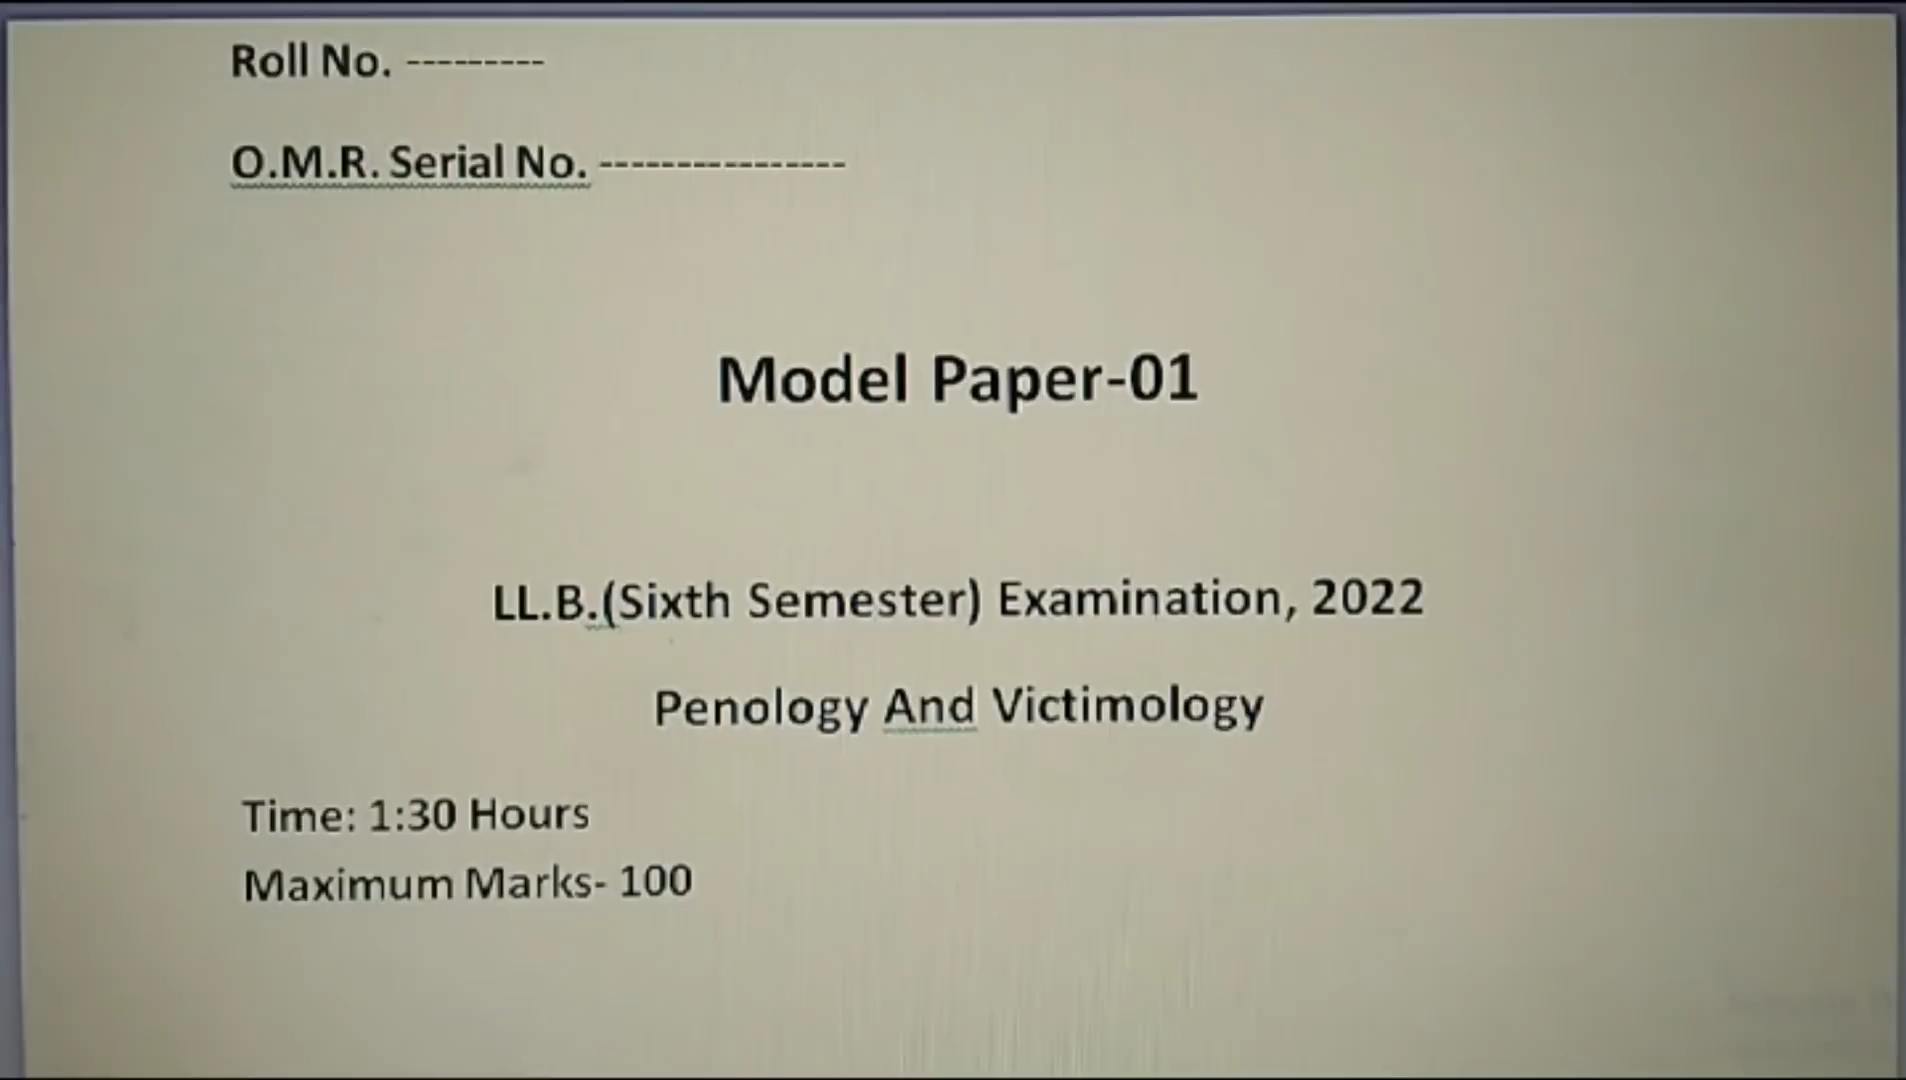 Roll No. ---------
O.M.R. Serial No. ----------------
Model Paper-01
LL.B.(Sixth Semester) Examination, 2022
Penology And Victimology
Time: 1:30 Hours
Maximum Marks- 100